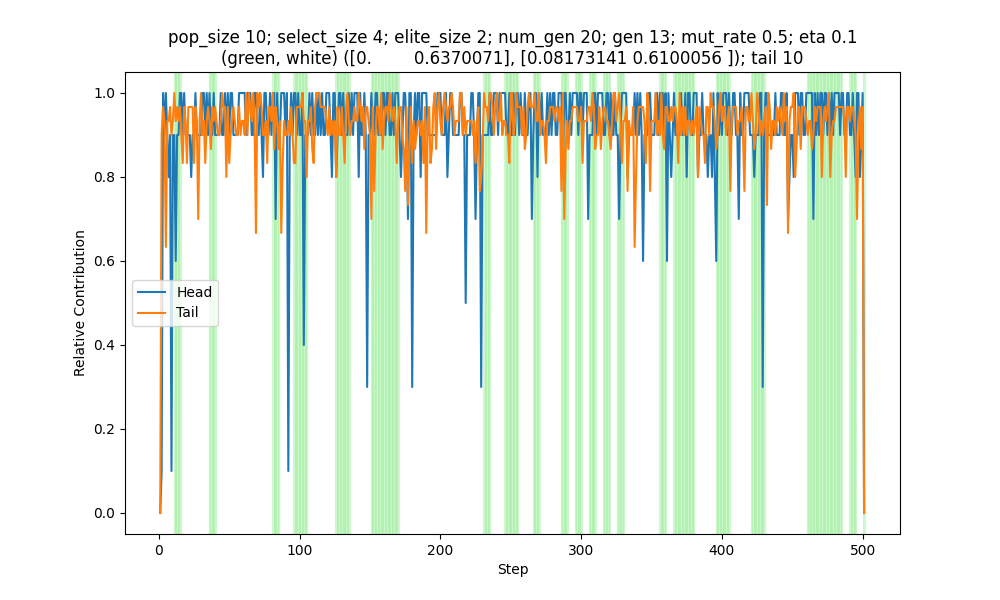 pop_size 10; select_size 4; elite_size 2; num_gen 20; gen 13; mut_rate 0.5; eta 0.1
(green, white) ([0. 0.6370071], [0.08173141 0.6100056 ]); tail 10
1.0
0.8
0.6
0.4
0.2
0.0
Relative Contribution
Head
Tail
0 100 200 300 400 500
Step